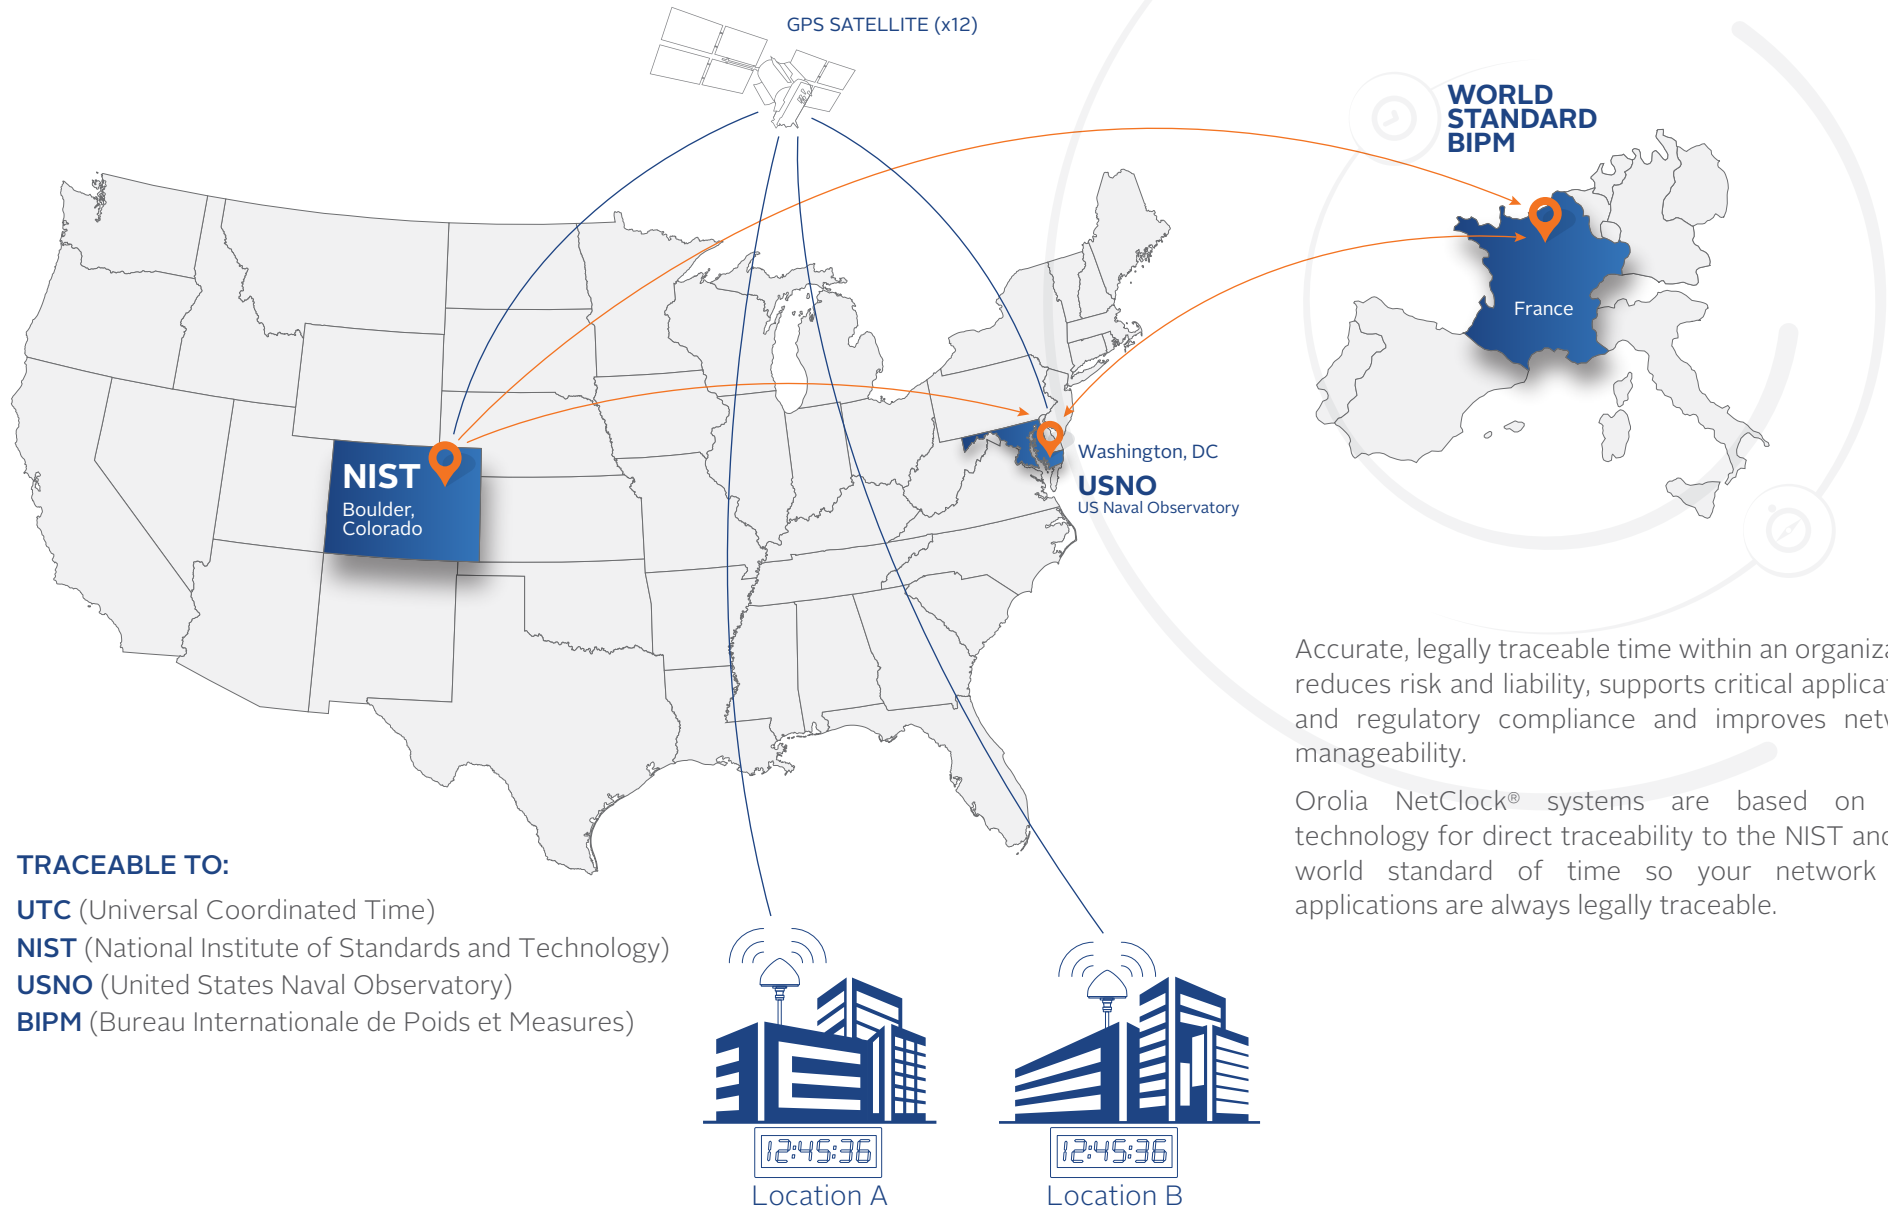 GPS SATELLITE (x12)
WORLD
STANDARD
BIPM
France
NIST
Boulder,
Colorado
Washington, DC
USNO
US Naval Observatory
Accurate, legally traceable time within an
reduces risk and liability, supports critical
and regulatory compliance and improves
manageability.
Orolia NetClock® systems are based on
technology for direct traceability to the NIST and
world standard of time so your network
applications are always legally traceable.
TRACEABLE TO:
UTC (Universal Coordinated Time)
NIST (National Institute of Standards and Technology)
USNO (United States Naval Observatory)
BIPM (Bureau Internationale de Poids et Measures)
12:45:36
Location A
12:45:36
Location B